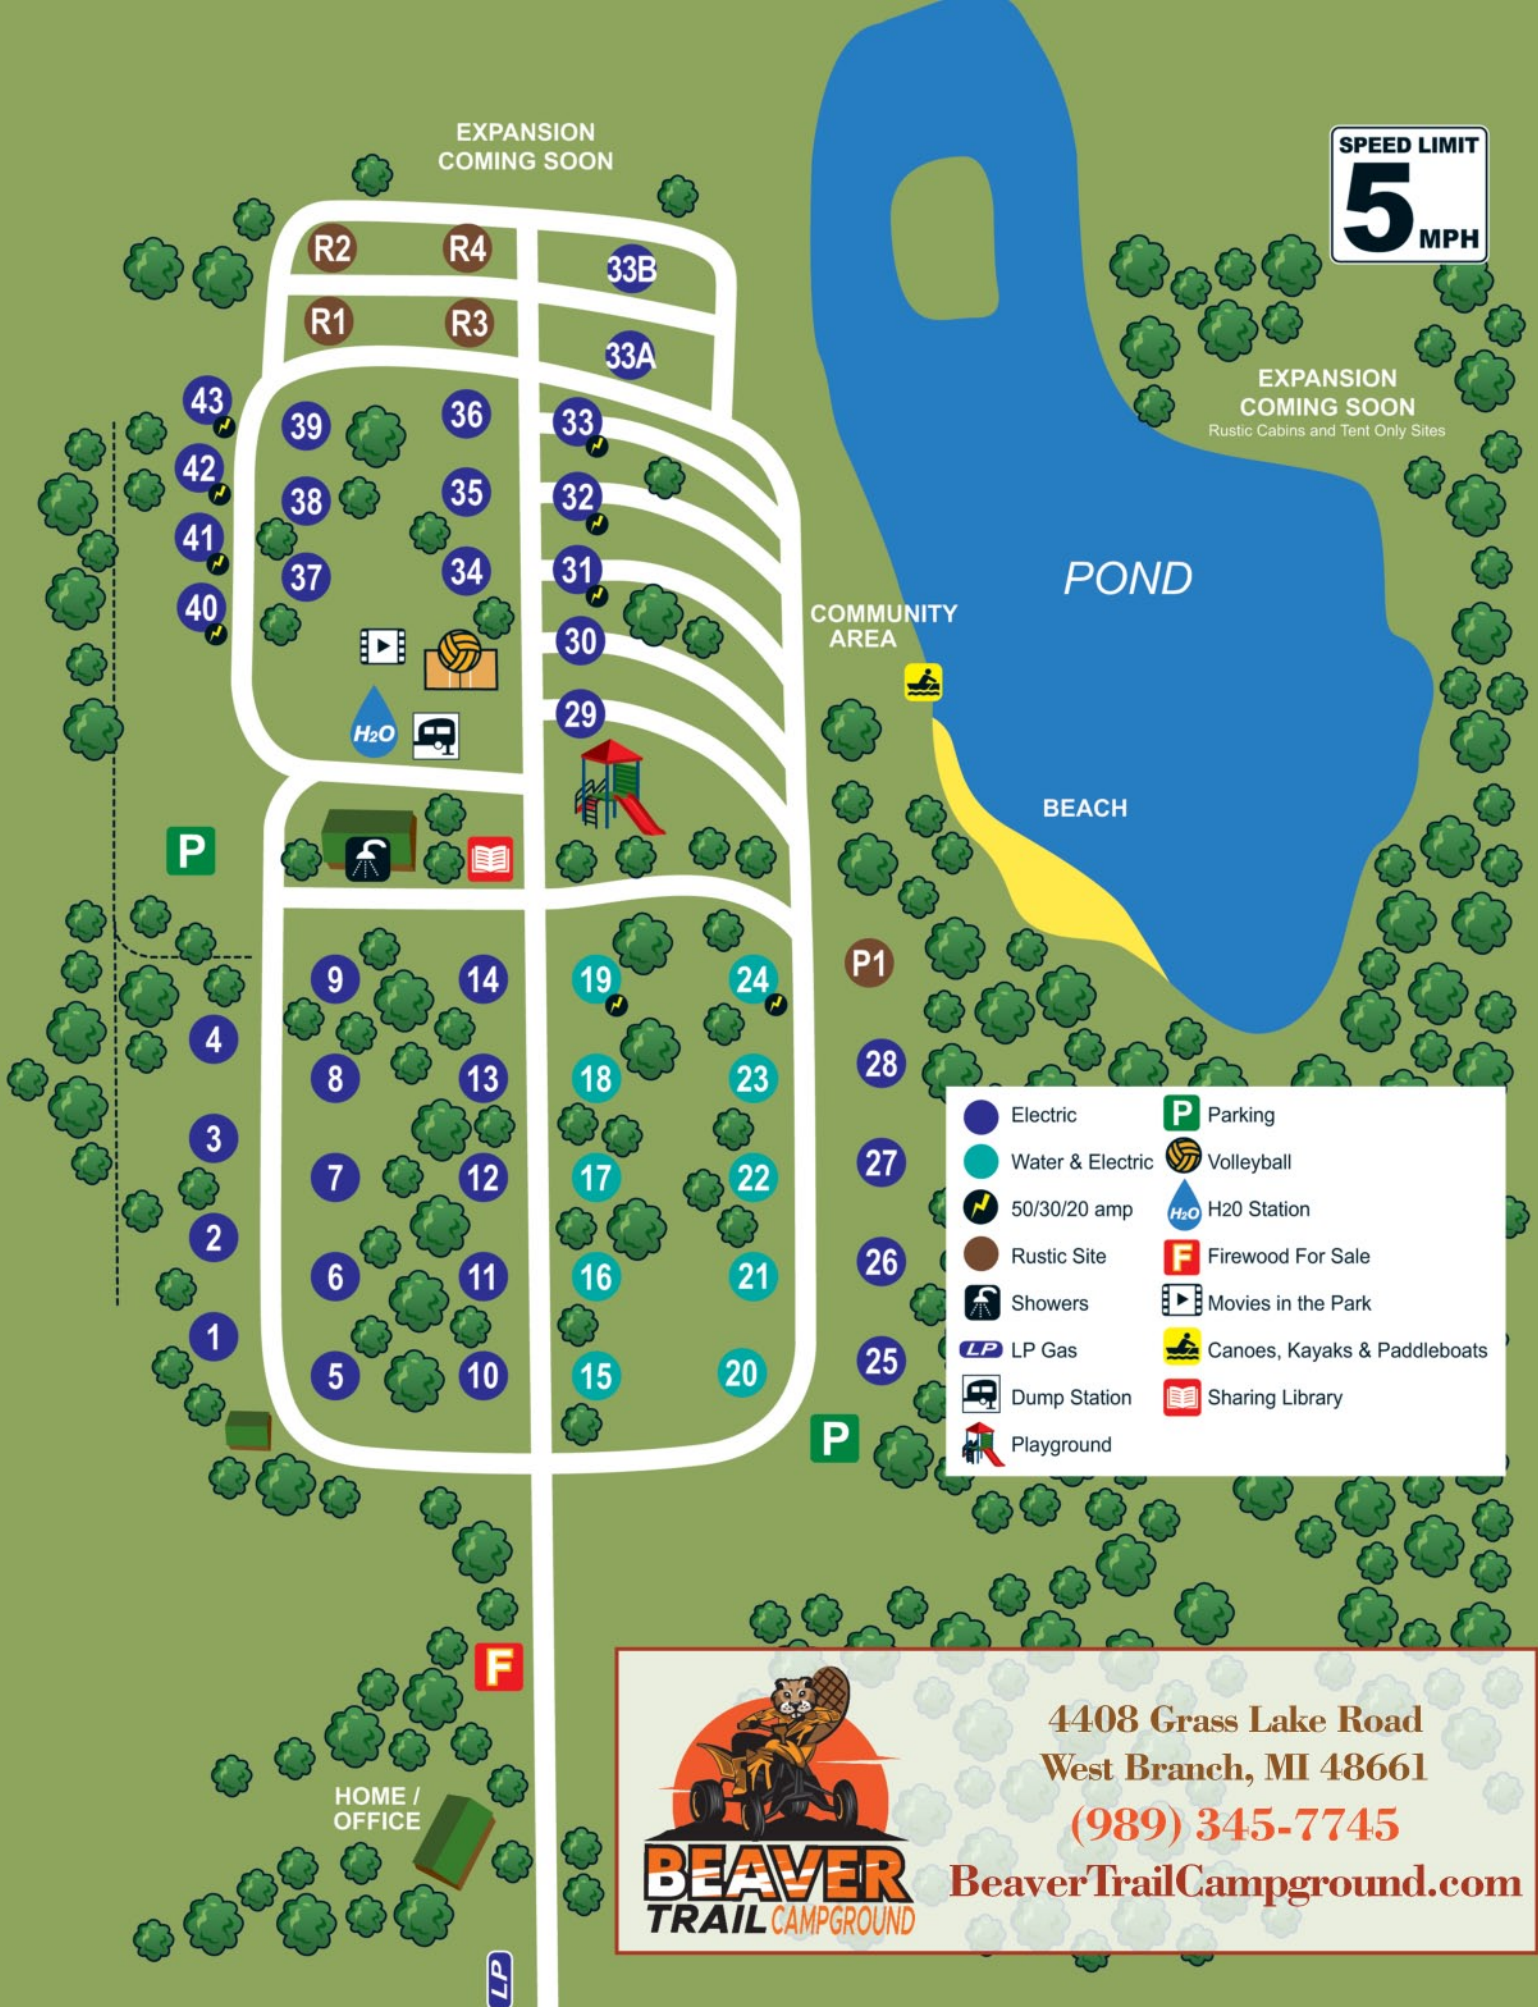 EXPANSION
COMING SOON
SPEED LIMIT
5
MPH
R2
R4
33B
R1
R3
33A
EXPANSION
COMING SOON
Rustic Cabins and Tent Only Sites
43
39
36
33
42
38
35
32
41
37
34
31
40
30
29
H₂O
COMMUNITY
AREA
POND
BEACH
P
9
14
19
24
P1
4
8
13
18
23
28
3
7
12
17
22
27
2
6
11
16
21
26
1
5
10
15
20
25
P
Electric
Water & Electric
50/30/20 amp
Rustic Site
Showers
LP LP Gas
Dump Station
Playground
P Parking
Volleyball
H₂O H20 Station
F Firewood For Sale
Movies in the Park
Canoes, Kayaks & Paddleboats
Sharing Library
F
HOME /
OFFICE
LP
BEAVER
TRAIL CAMPGROUND
4408 Grass Lake Road
West Branch, MI 48661
(989) 345-7745
BeaverTrailCampground.com